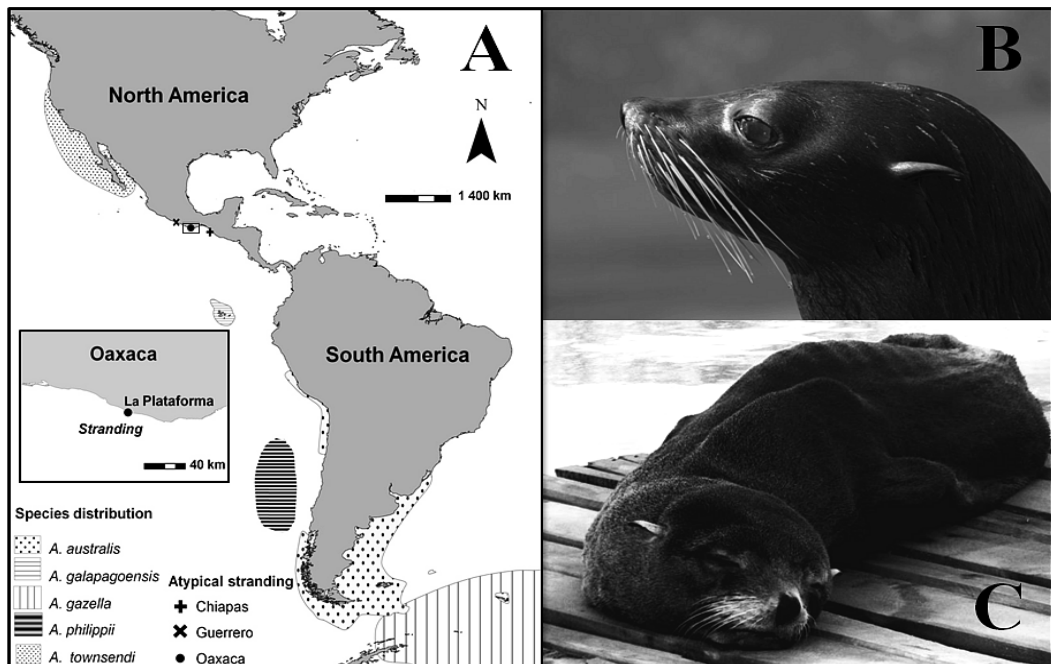 A
North America
N
1 400 km
South America
Oaxaca
La Plataforma
Stranding
40 km
Species distribution
A. australis
A. galapagoensis
A. gazella
A. philippii
A. townsendi
Atypical stranding
Chiapas
Guerrero
Oaxaca
B
C